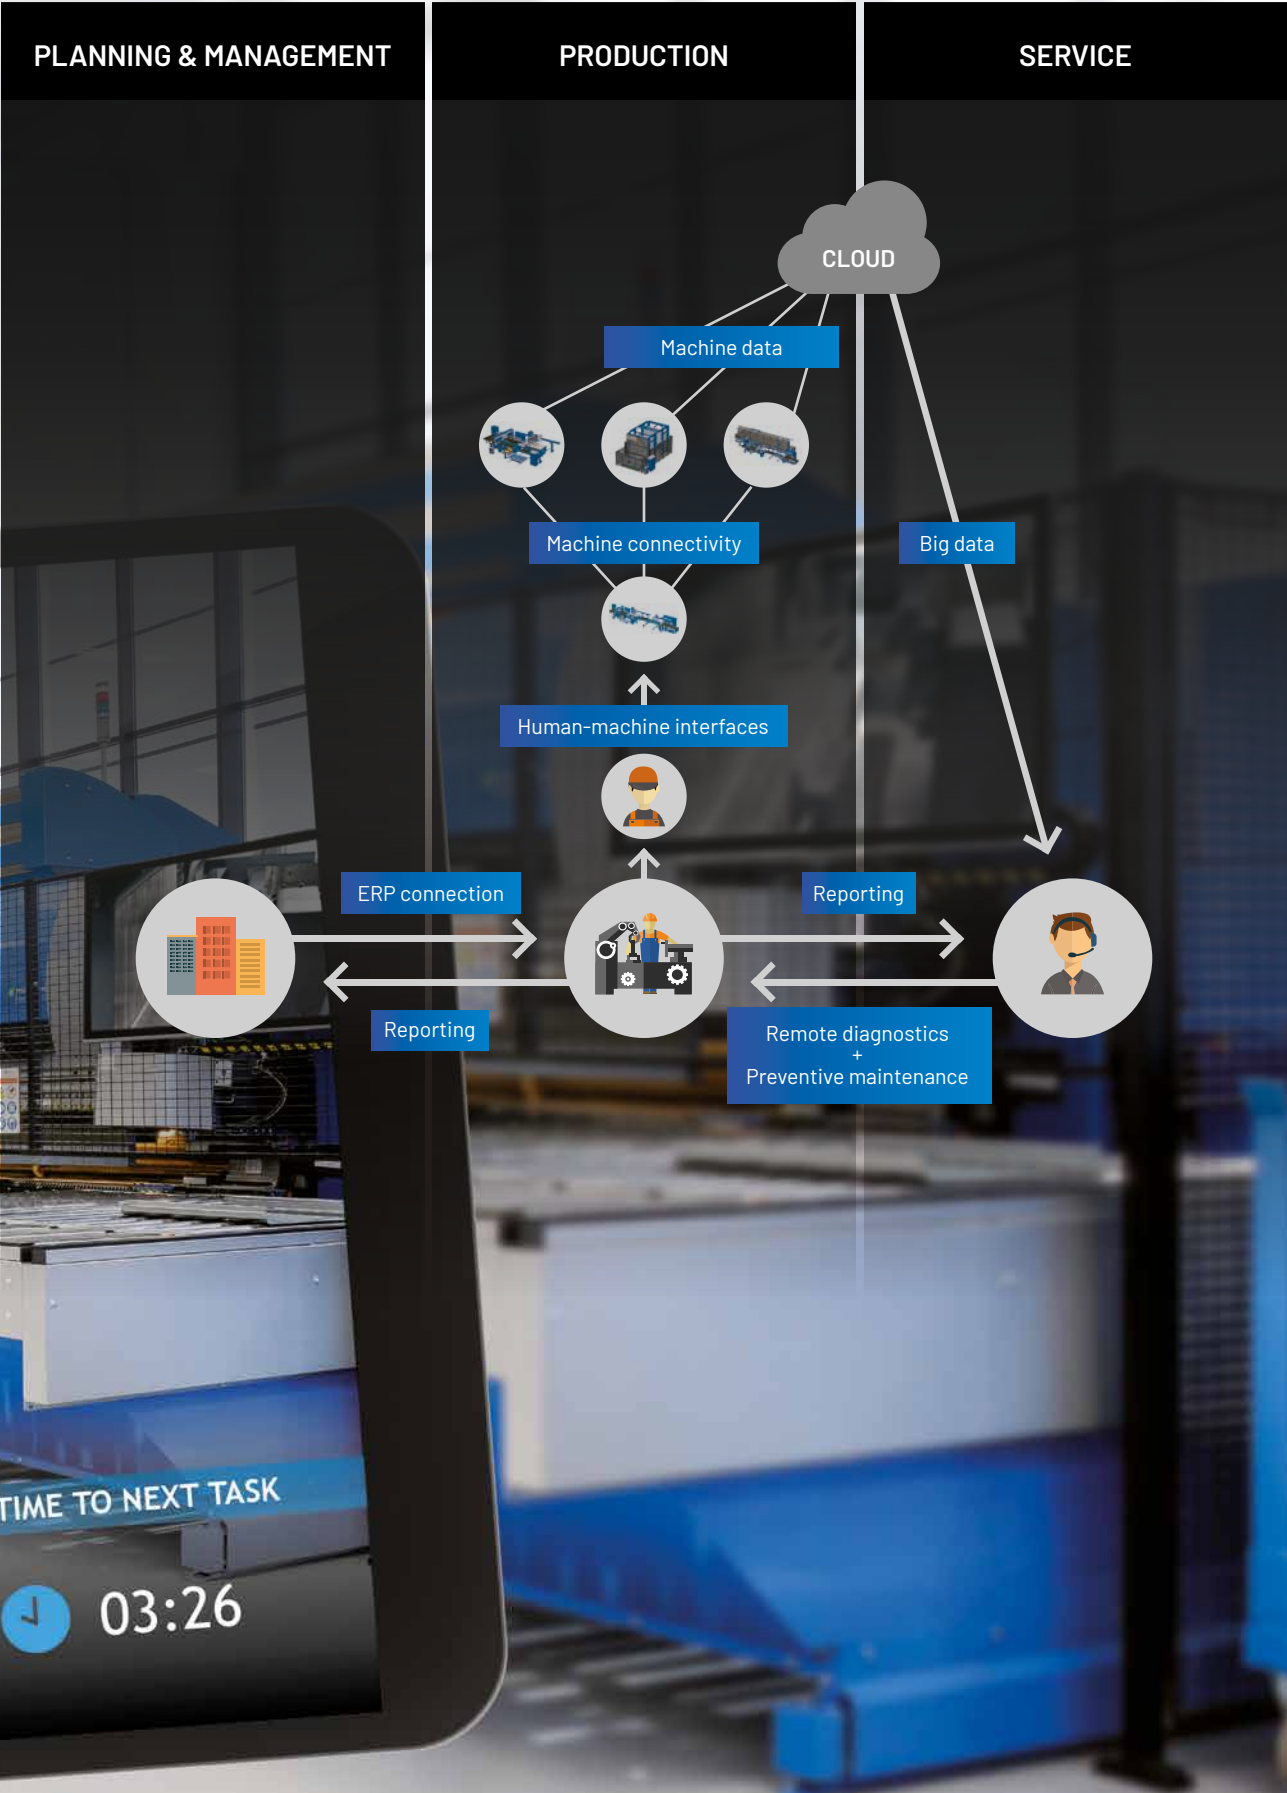 PLANNING & MANAGEMENT
PRODUCTION
SERVICE
CLOUD
Machine data
Machine connectivity
Big data
Human-machine interfaces
ERP connection
Reporting
Reporting
Remote diagnostics
+
Preventive maintenance
TIME TO NEXT TASK
03:26